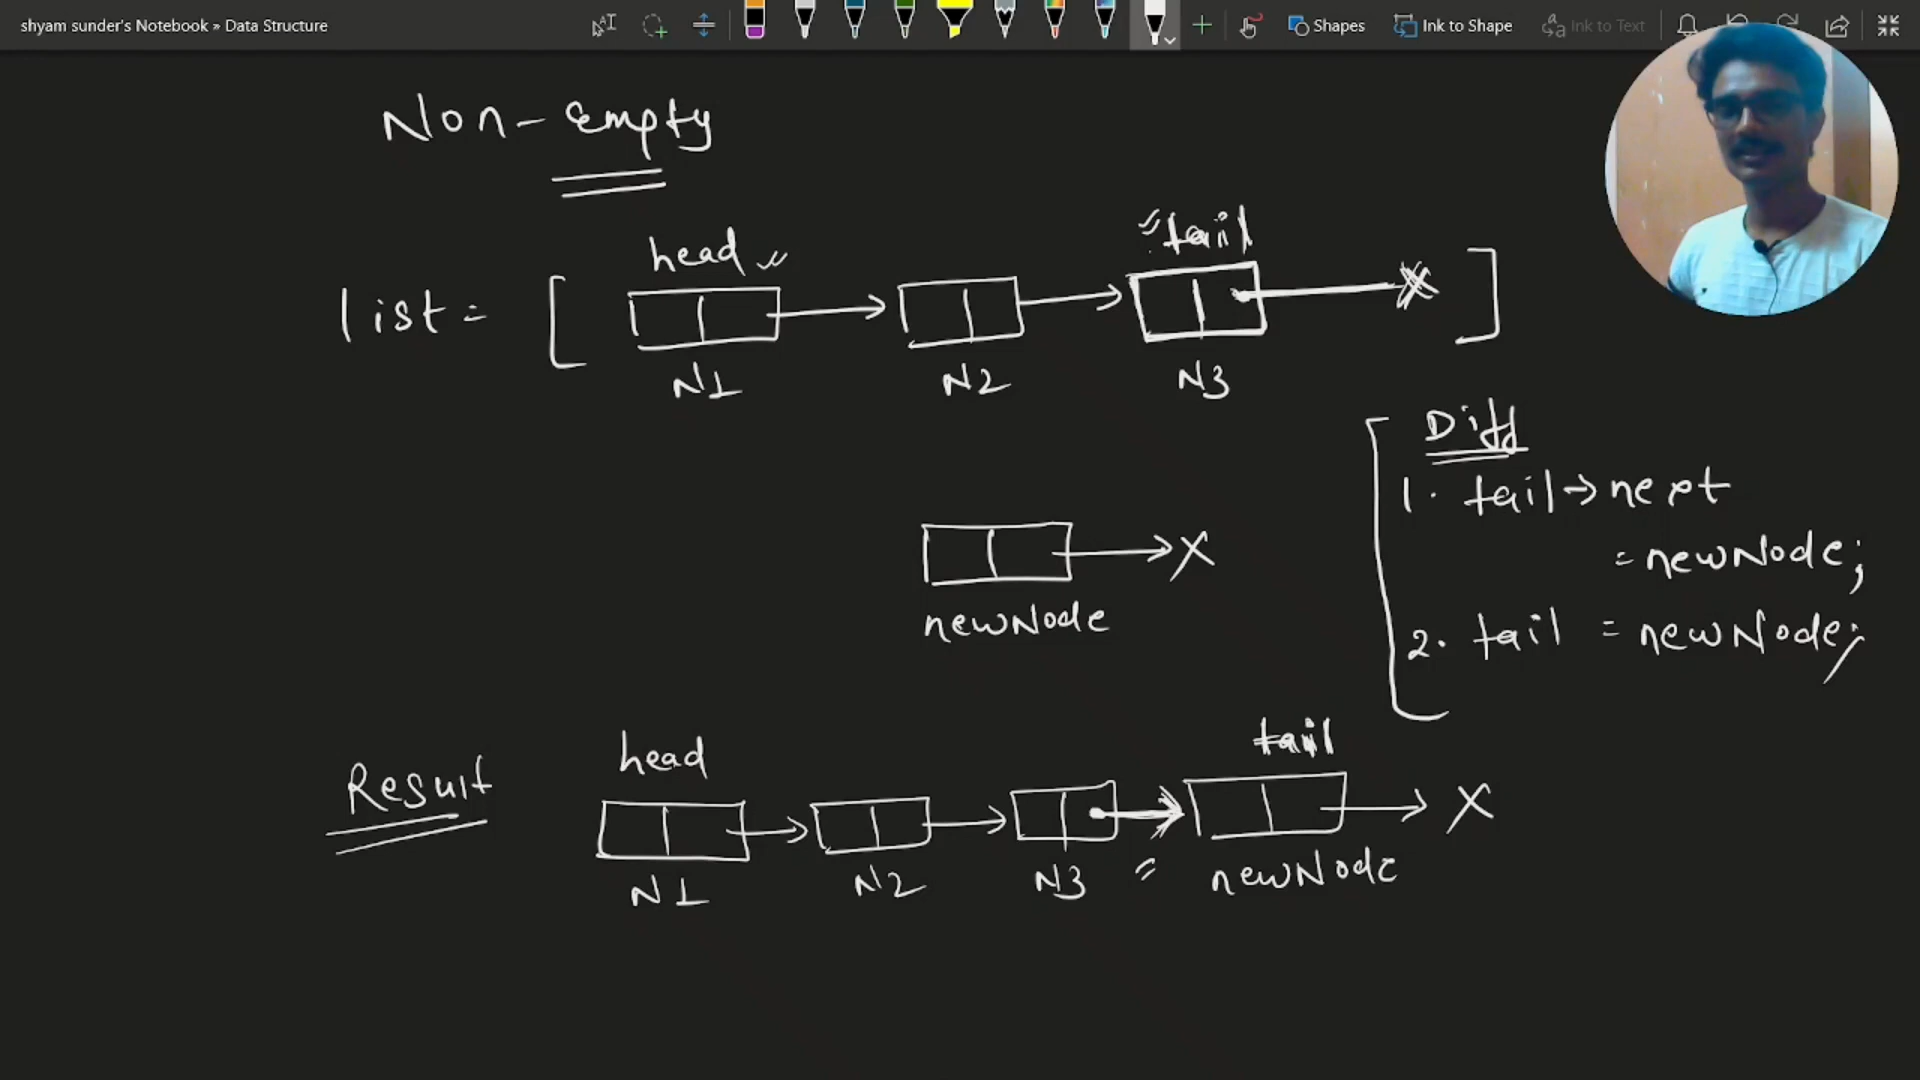 shyam sunder's Notebook » Data Structure
Shapes
Ink to Shape
Ink to Text
Non-empty
head
tail
list = [ ]
N1 N2 N3
Diff
1. tail → next
= newNode;
newNode
2. tail = newNode;
Result
head
tail
X
N1 N2 N3 newNode